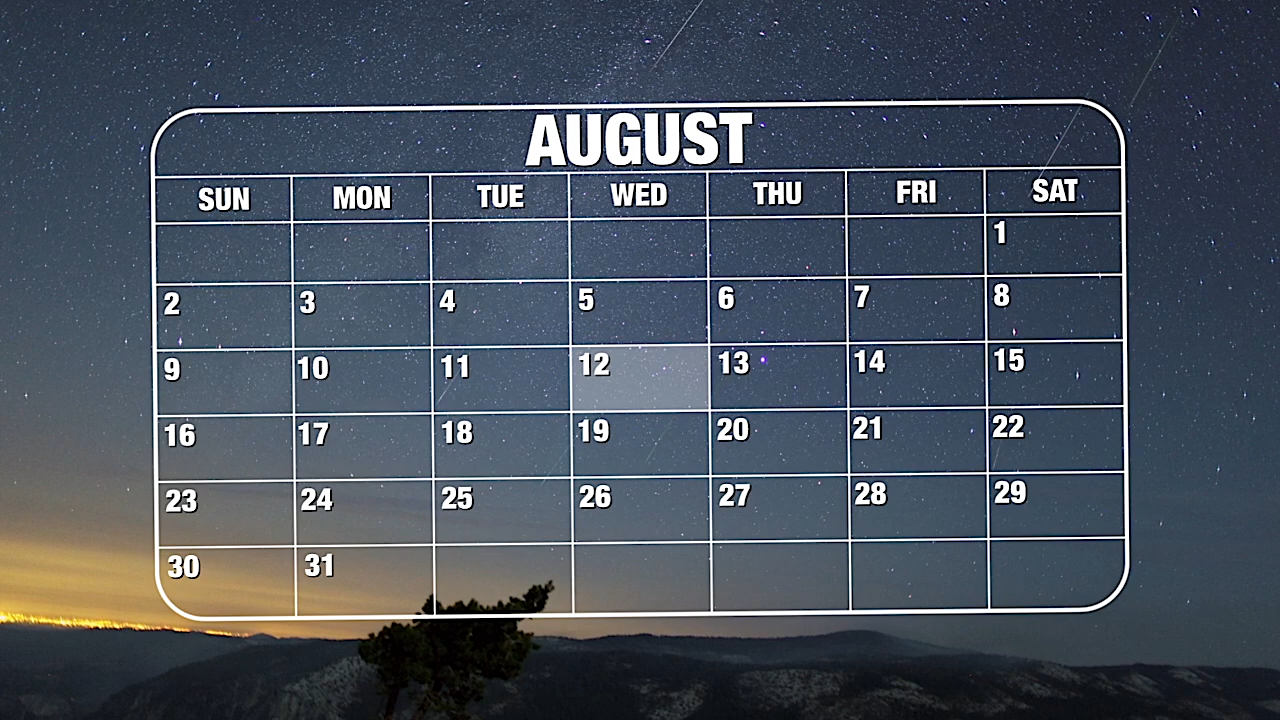 AUGUST
SUN MON TUE WED THU FRI SAT
1
2 3 4 5 6 7 8
9 10 11 12 13 14 15
16 17 18 19 20 21 22
23 24 25 26 27 28 29
30 31